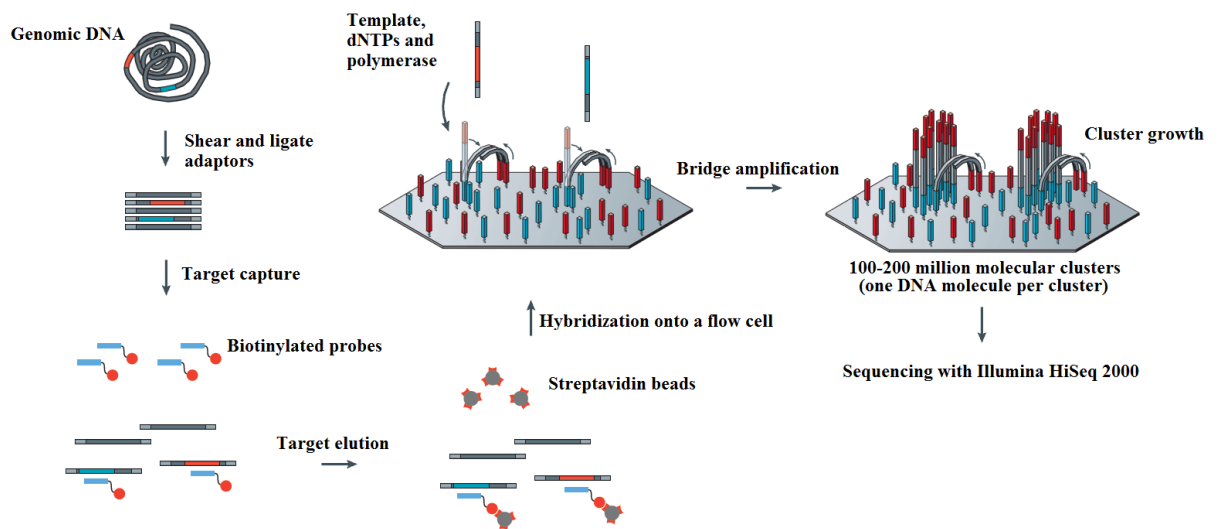 Genomic DNA
Shear and ligate
adaptors
Target capture
Biotinylated probes
Target elution
Streptavidin beads
Hybridization onto a flow cell
Template,
dNTPs and
polymerase
Bridge amplification
Cluster growth
100-200 million molecular clusters
(one DNA molecule per cluster)
Sequencing with Illumina HiSeq 2000